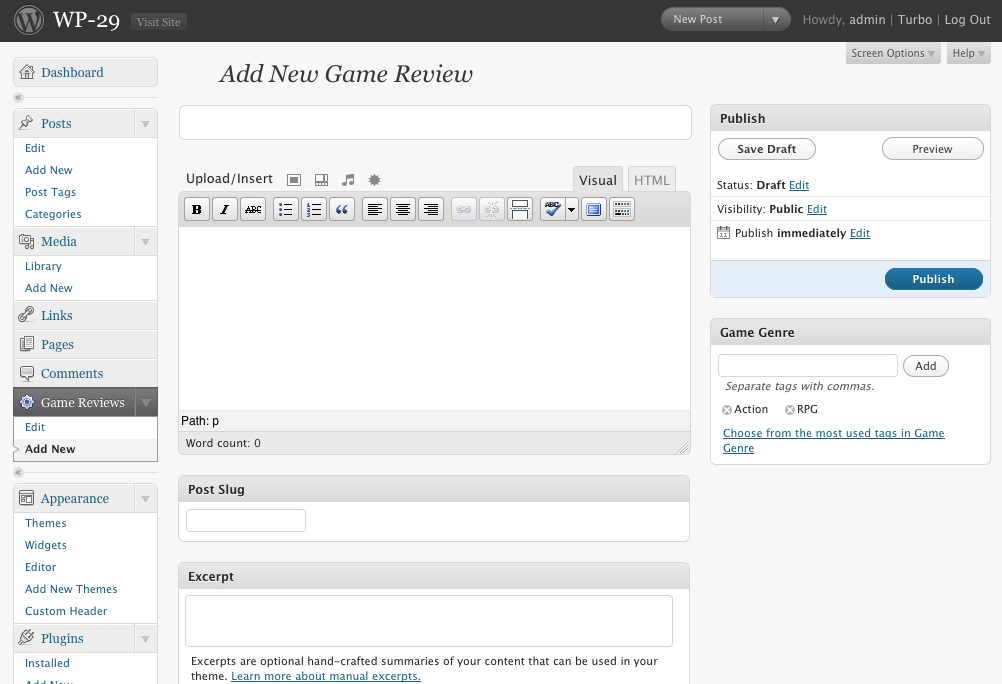 WP-29 Visit Site
New Post
Howdy, admin | Turbo | Log Out
Screen Options
Help
Dashboard
Posts
Edit
Add New
Post Tags
Categories
Media
Library
Add New
Links
Pages
Comments
Game Reviews
Edit
Add New
Appearance
Themes
Widgets
Editor
Add New Themes
Custom Header
Plugins
Installed
Add New
Add New Game Review
Upload/Insert
Visual
HTML
B I ABC
ABC
Path: p
Word count: 0
Post Slug
Excerpt
Excerpts are optional hand-crafted summaries of your content that can be used in your
theme. Learn more about manual excerpts.
Publish
Save Draft
Preview
Status: Draft Edit
Visibility: Public Edit
Publish immediately Edit
Publish
Game Genre
Add
Separate tags with commas.
Action RPG
Choose from the most used tags in Game
Genre